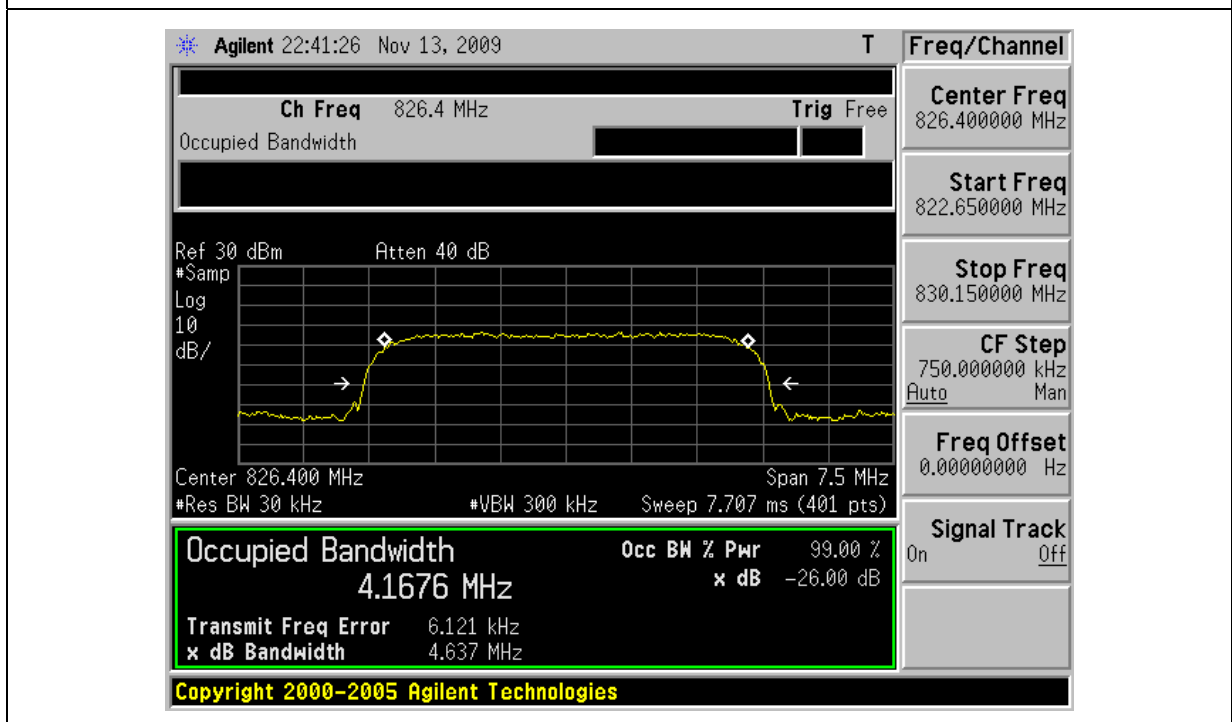 Agilent 22:41:26 Nov 13, 2009 T
Freq/Channel
Ch Freq 826.4 MHz Trig Free
Occupied Bandwidth
Center Freq
826.400000 MHz
Start Freq
822.650000 MHz
Stop Freq
830.150000 MHz
CF Step
750.000000 kHz
Auto Man
Freq Offset
0.00000000 Hz
Signal Track
On Off
Ref 30 dBm Atten 40 dB
#Samp
Log
10
dB/
Center 826.400 MHz Span 7.5 MHz
#Res BW 30 kHz #VBW 300 kHz Sweep 7.707 ms (401 pts)
Occupied Bandwidth Occ BW % Pwr 99.00 %
4.1676 MHz x dB -26.00 dB
Transmit Freq Error 6.121 kHz
x dB Bandwidth 4.637 MHz
Copyright 2000-2005 Agilent Technologies